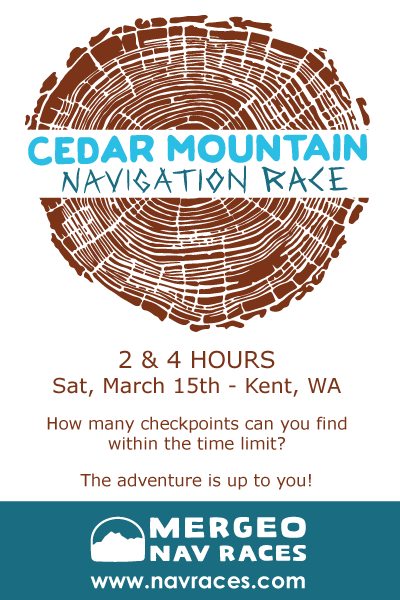 CEDAR MOUNTAIN
NAVIGATION RACE
2 & 4 HOURS
Sat, March 15th - Kent, WA
How many checkpoints can you find
within the time limit?
The adventure is up to you!
MERGEO
NAV RACES
www.navraces.com